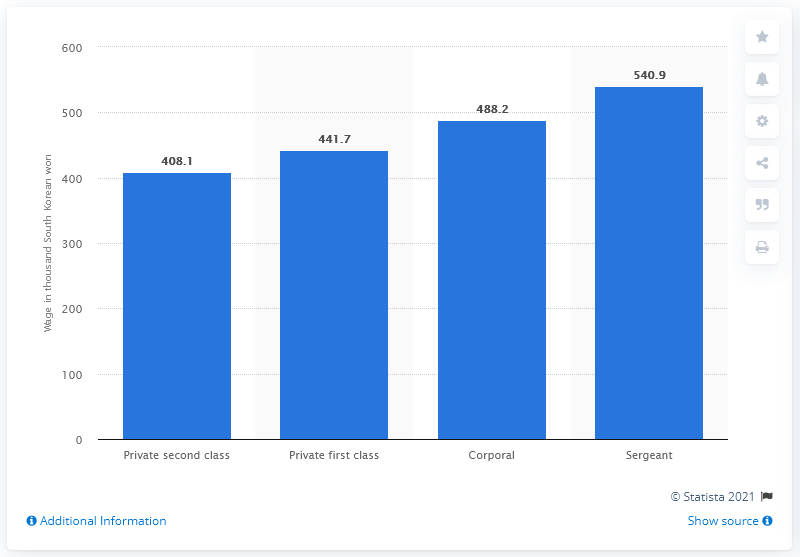 600
500
400
300
200
100
0
Wage in thousand South Korean won
408.1
441.7
488.2
540.9
Private second class
Private first class
Corporal
Sergeant
© Statista 2021
Additional Information
Show source